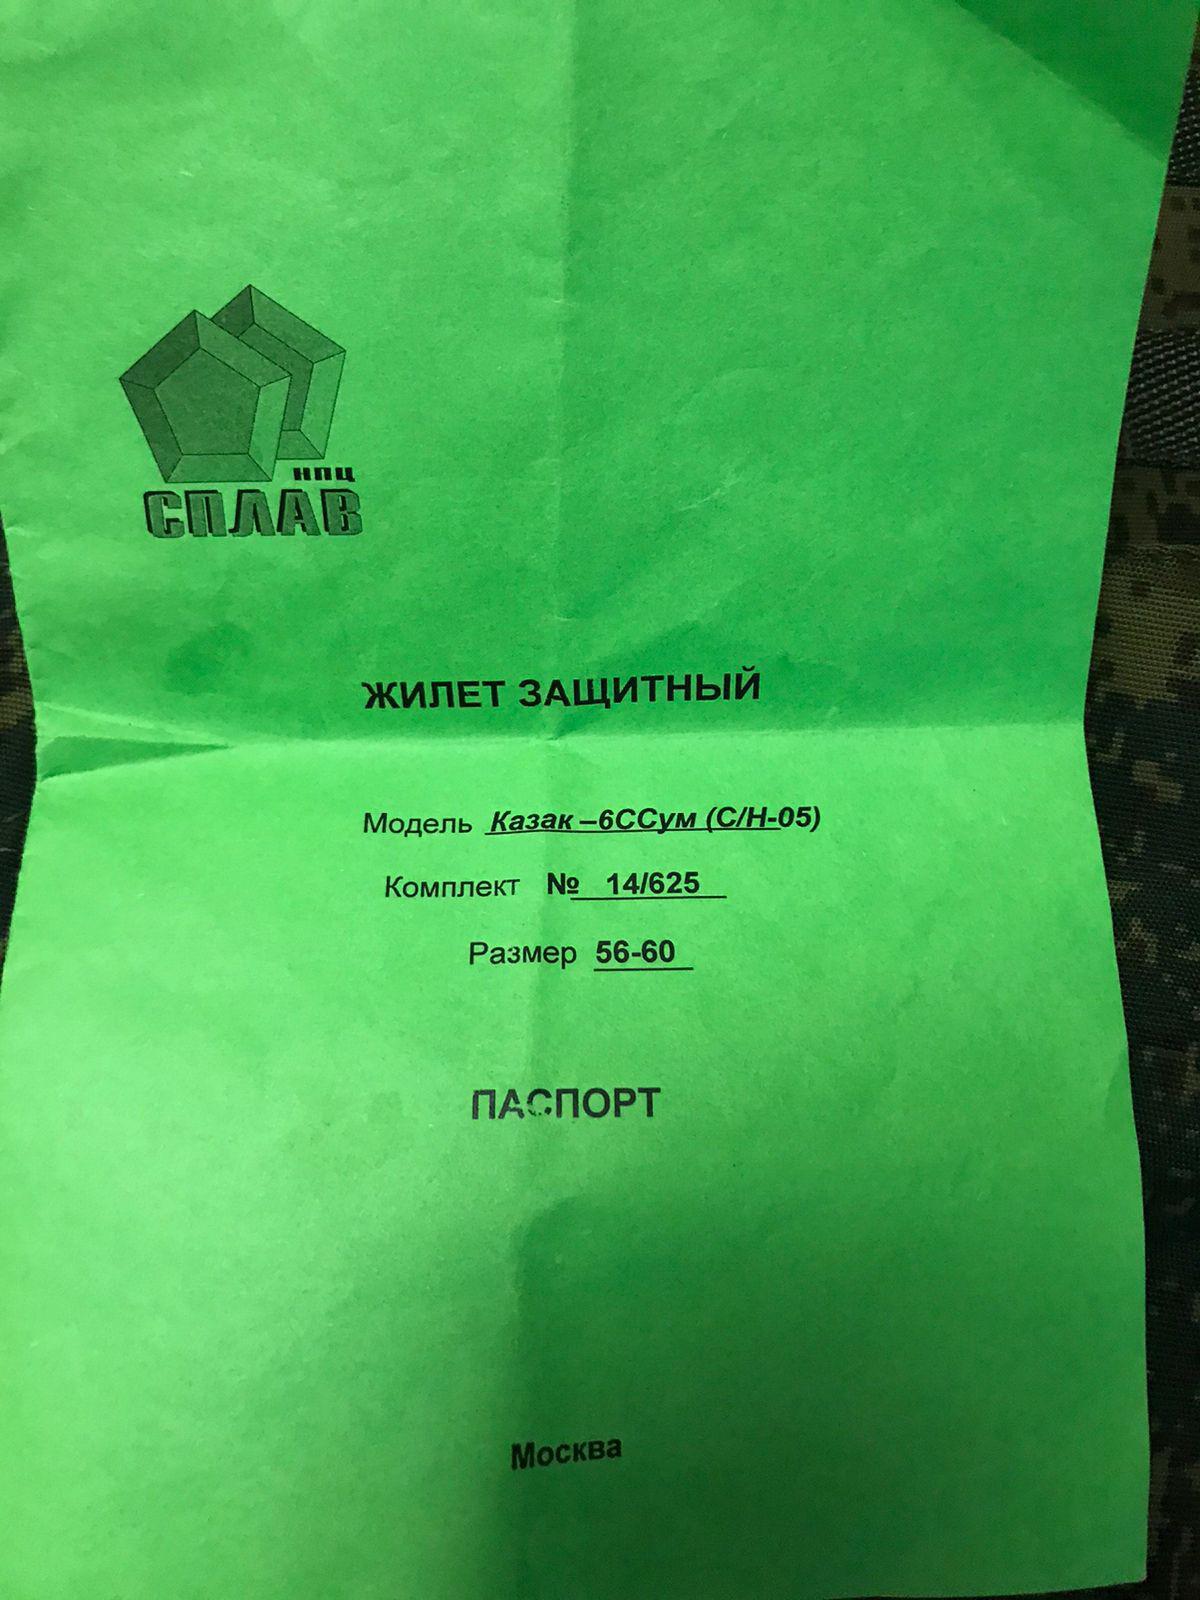 НПЦ
СПЛАВ
ЖИЛЕТ ЗАЩИТНЫЙ
Модель Казак –6ССум (С/Н-05)
Комплект № 14/625
Размер 56-60
ПАСПОРТ
Москва